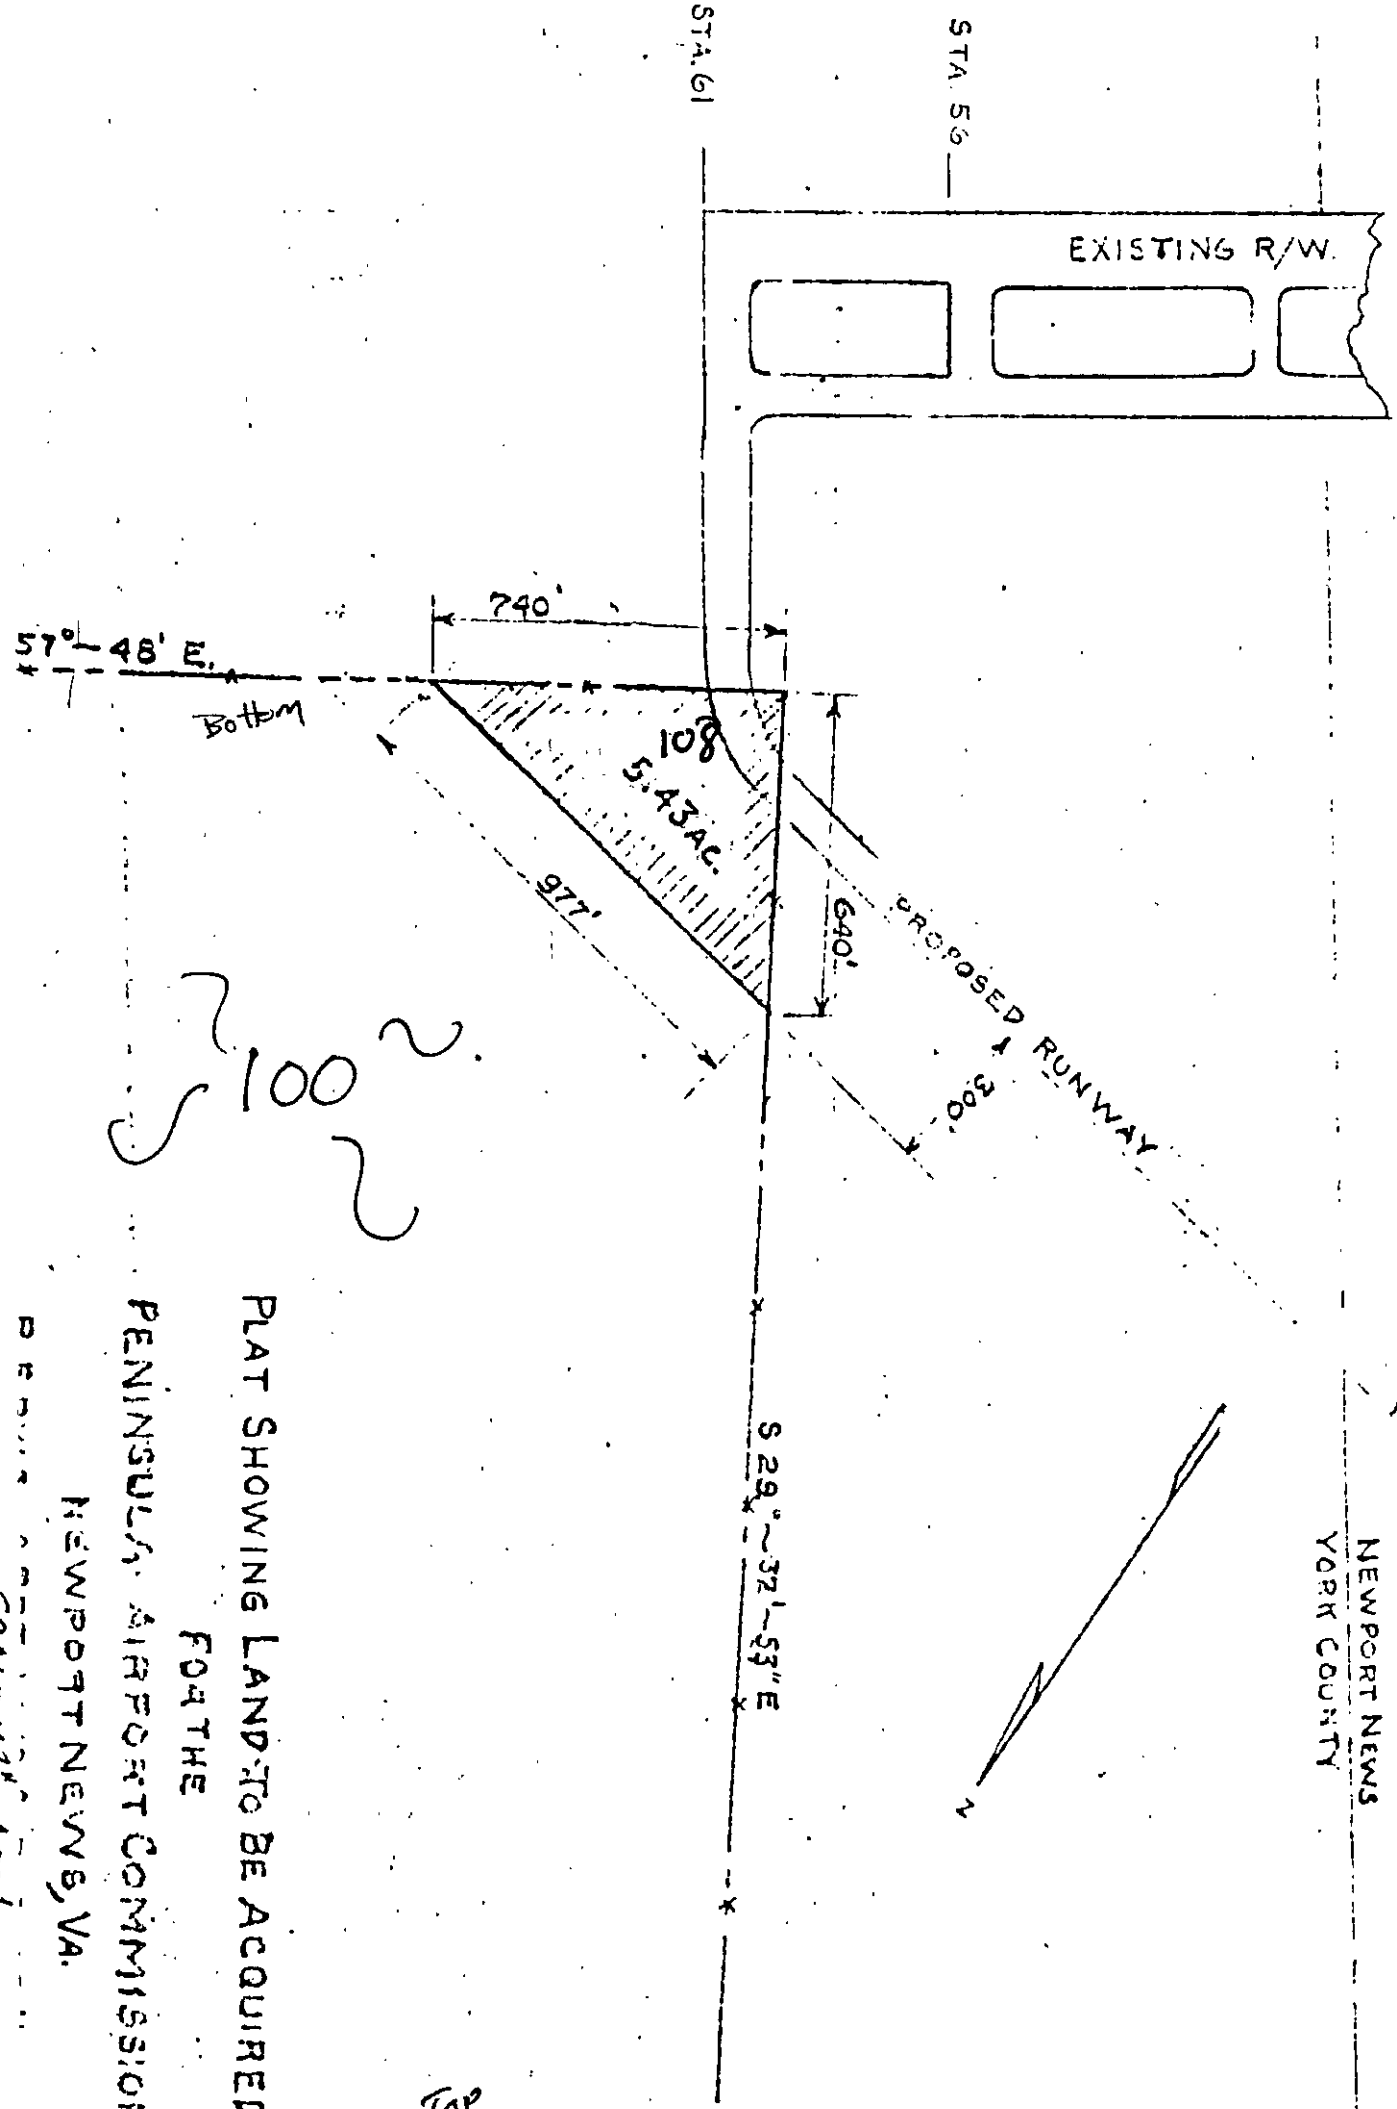 STA. 61
STA. 56
EXISTING R/W.
740'
57° 48' E.
Bottom
108
5.43 AC.
977'
640'
PROPOSED RUNWAY
300'
100
S 29° ~ 32' ~ 53" E
NEWPORT NEWS
YORK COUNTY
N
PLAT SHOWING LAND TO BE ACQUIRED
FOR THE
PENINSULA AIRPORT COMMISSION
NEWPORT NEWS, VA.
Top